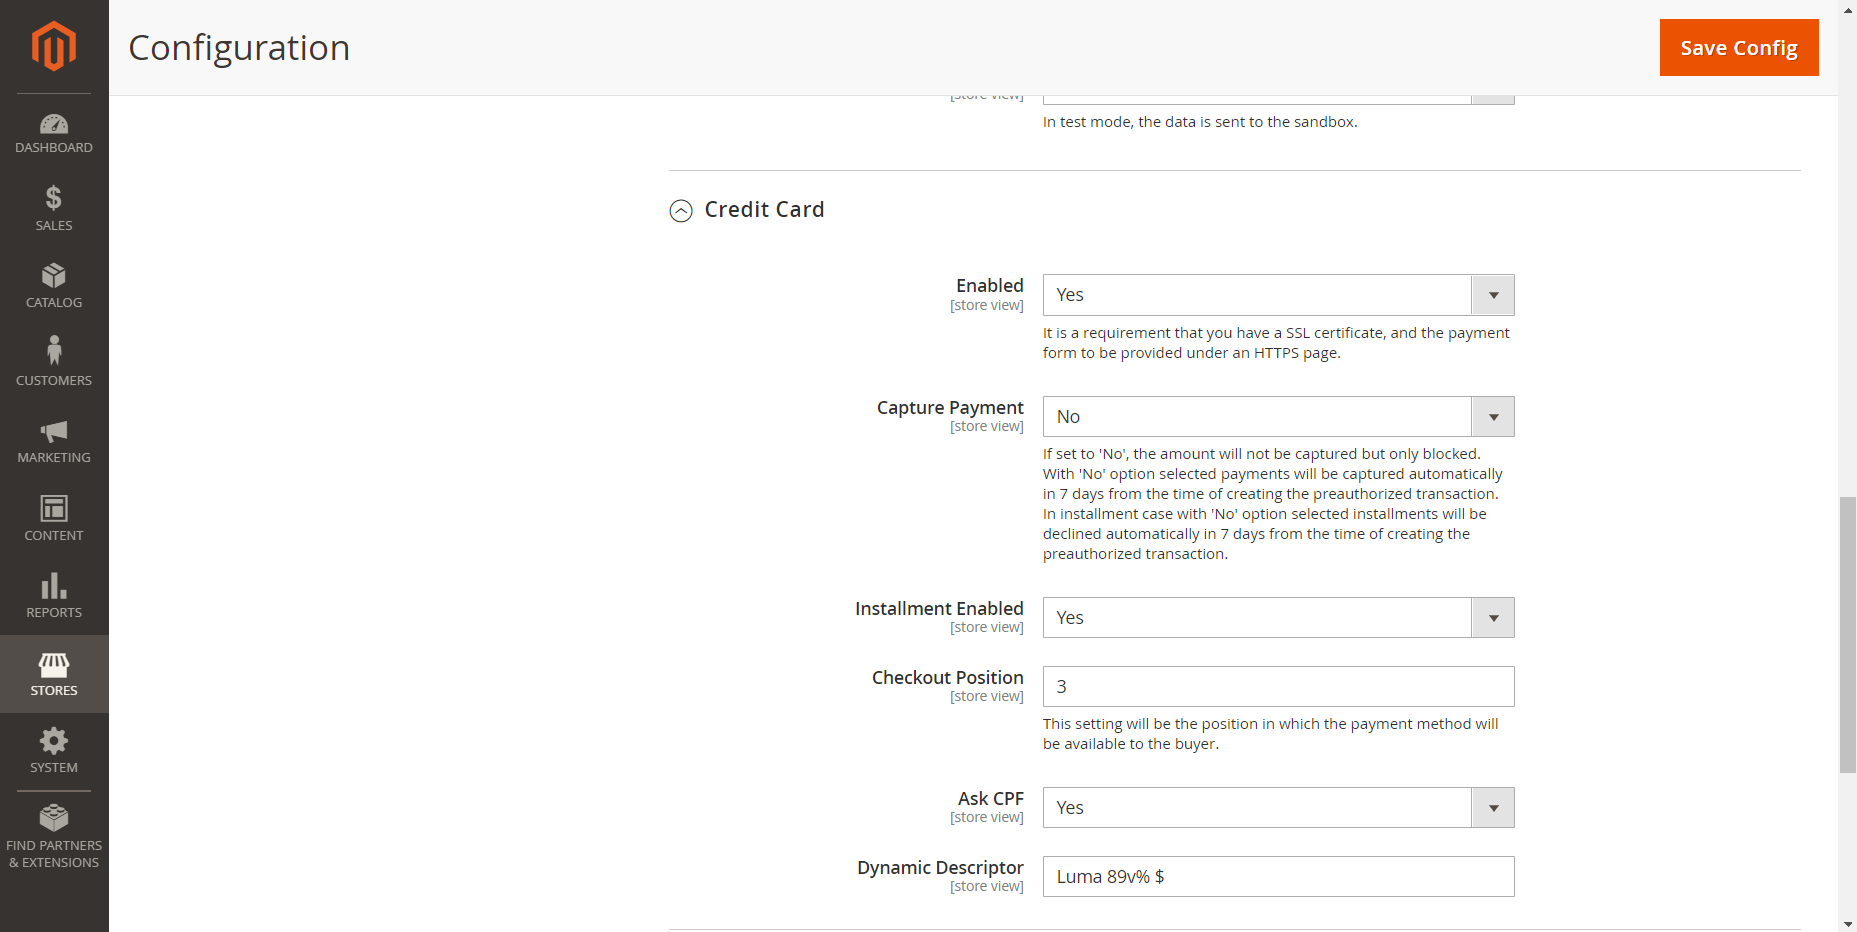 Configuration
Save Config
DASHBOARD
SALES
CATALOG
CUSTOMERS
MARKETING
CONTENT
REPORTS
STORES
SYSTEM
FIND PARTNERS
& EXTENSIONS
[store view]
In test mode, the data is sent to the sandbox.
Credit Card
Enabled
[store view]
Yes
It is a requirement that you have a SSL certificate, and the payment
form to be provided under an HTTPS page.
Capture Payment
[store view]
No
If set to 'No', the amount will not be captured but only blocked.
With 'No' option selected payments will be captured automatically
in 7 days from the time of creating the preauthorized transaction.
In installment case with 'No' option selected installments will be
declined automatically in 7 days from the time of creating the
preauthorized transaction.
Installment Enabled
[store view]
Yes
Checkout Position
[store view]
3
This setting will be the position in which the payment method will
be available to the buyer.
Ask CPF
[store view]
Yes
Dynamic Descriptor
[store view]
Luma 89v% $